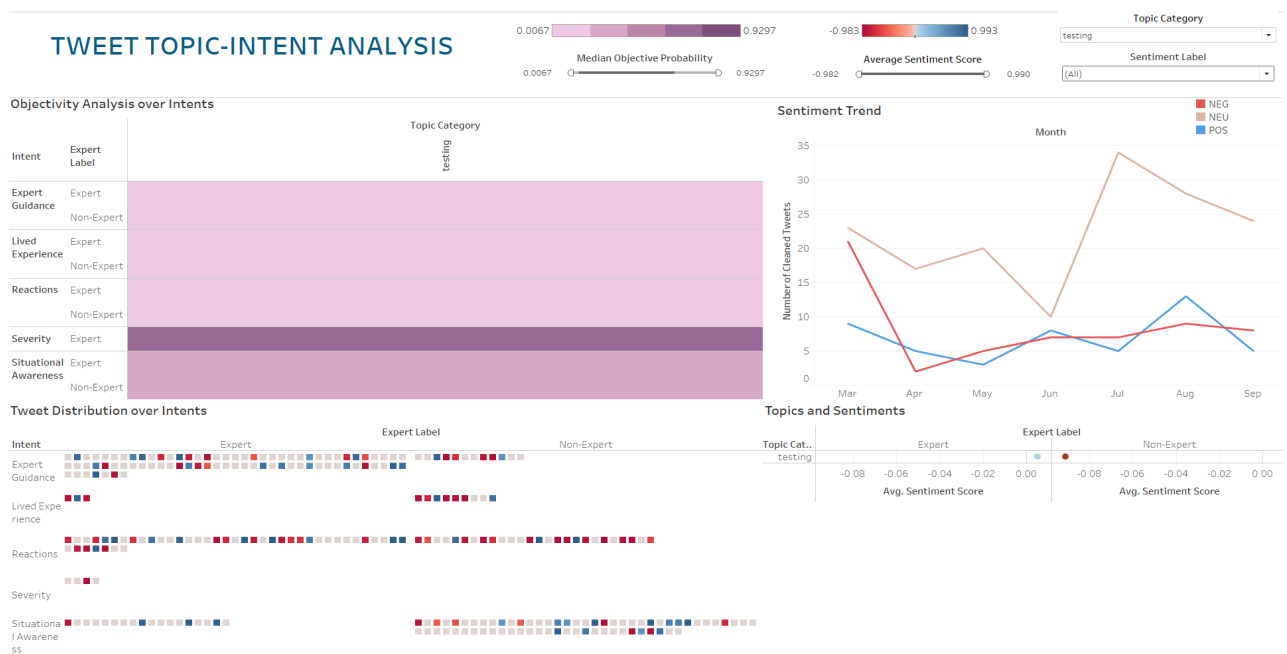 TWEET TOPIC-INTENT ANALYSIS
0.0067 0.9297
Median Objective Probability
0.0067 0.9297
-0.983 0.993
Average Sentiment Score
-0.982 0.990
Topic Category
testing
Sentiment Label
(All)
Objectivity Analysis over Intents
Topic Category
Intent Expert Label testing
Expert Guidance Expert
Non-Expert
Lived Experience Expert
Non-Expert
Reactions Expert
Non-Expert
Severity Expert
Situational Awareness Expert
Non-Expert
Sentiment Trend
NEG
NEU
POS
Month
Number of Cleaned Tweets
35
30
25
20
15
10
5
0
Mar Apr May Jun Jul Aug Sep
Tweet Distribution over Intents
Expert Label
Intent Expert Non-Expert
Expert
Guidance
Lived Expe
rience
Reactions
Severity
Situationa
l Awarene
ss
Topics and Sentiments
Expert Label
Topic Cat.. Expert Non-Expert
testing
-0.08 -0.06 -0.04 -0.02 0.00 -0.08 -0.06 -0.04 -0.02 0.00
Avg. Sentiment Score Avg. Sentiment Score